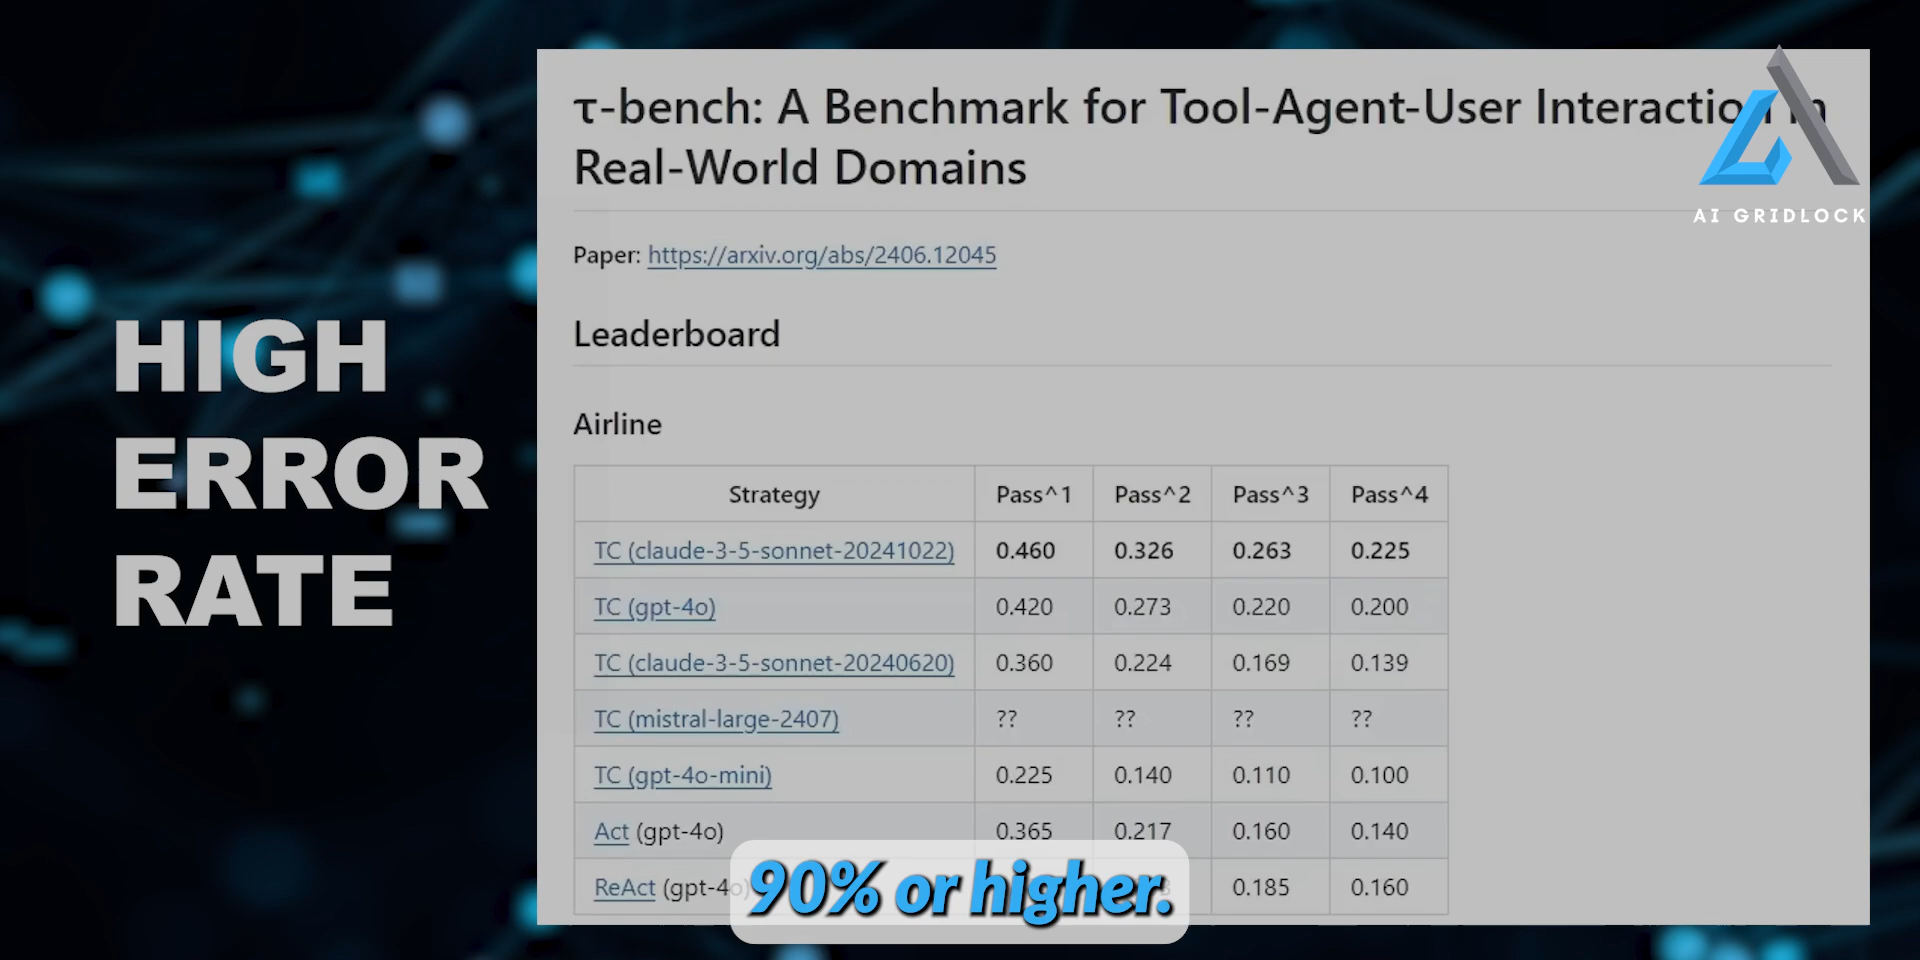 HIGH
ERROR
RATE
τ-bench: A Benchmark for Tool-Agent-User Interaction in
Real-World Domains
AI GRIDLOCK
Paper: https://arxiv.org/abs/2406.12045
Leaderboard
Airline
Strategy Pass^1 Pass^2 Pass^3 Pass^4
TC (claude-3-5-sonnet-20241022) 0.460 0.326 0.263 0.225
TC (gpt-4o) 0.420 0.273 0.220 0.200
TC (claude-3-5-sonnet-20240620) 0.360 0.224 0.169 0.139
TC (mistral-large-2407) ?? ?? ?? ??
TC (gpt-4o-mini) 0.225 0.140 0.110 0.100
Act (gpt-4o) 0.365 0.217 0.160 0.140
ReAct (gpt-4o) 0.185 0.160
90% or higher.